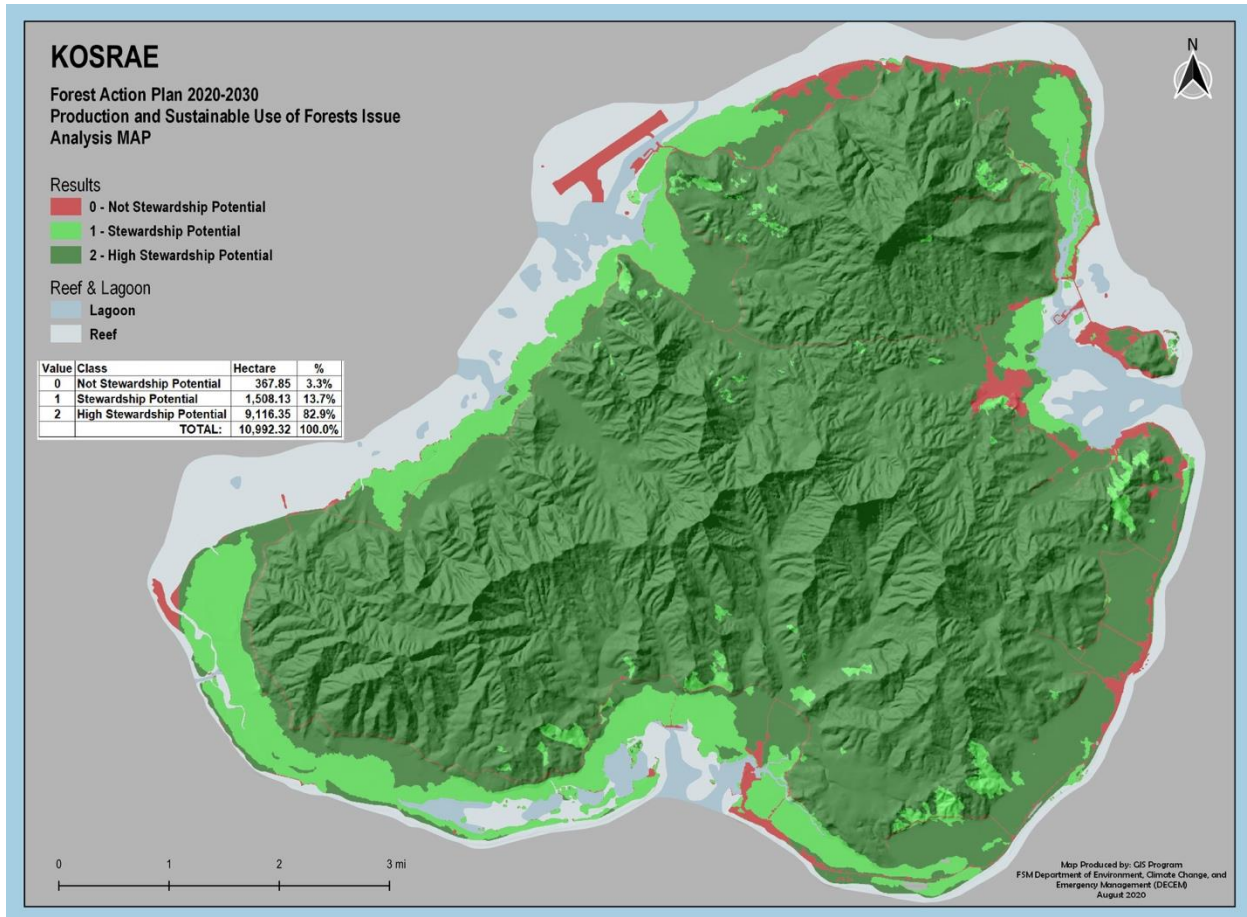 KOSRAE
Forest Action Plan 2020-2030
Production and Sustainable Use of Forests Issue
Analysis MAP
N
Results
0 - Not Stewardship Potential
1 - Stewardship Potential
2 - High Stewardship Potential
Reef & Lagoon
Lagoon
Reef
Value Class Hectare %
0 Not Stewardship Potential 367.85 3.3%
1 Stewardship Potential 1,508.13 13.7%
2 High Stewardship Potential 9,116.35 82.9%
TOTAL: 10,992.32 100.0%
0 1 2 3 mi
Map Produced by: GIS Program
FSM Department of Environment, Climate Change, and
Emergency Management (DECEM)
August 2020